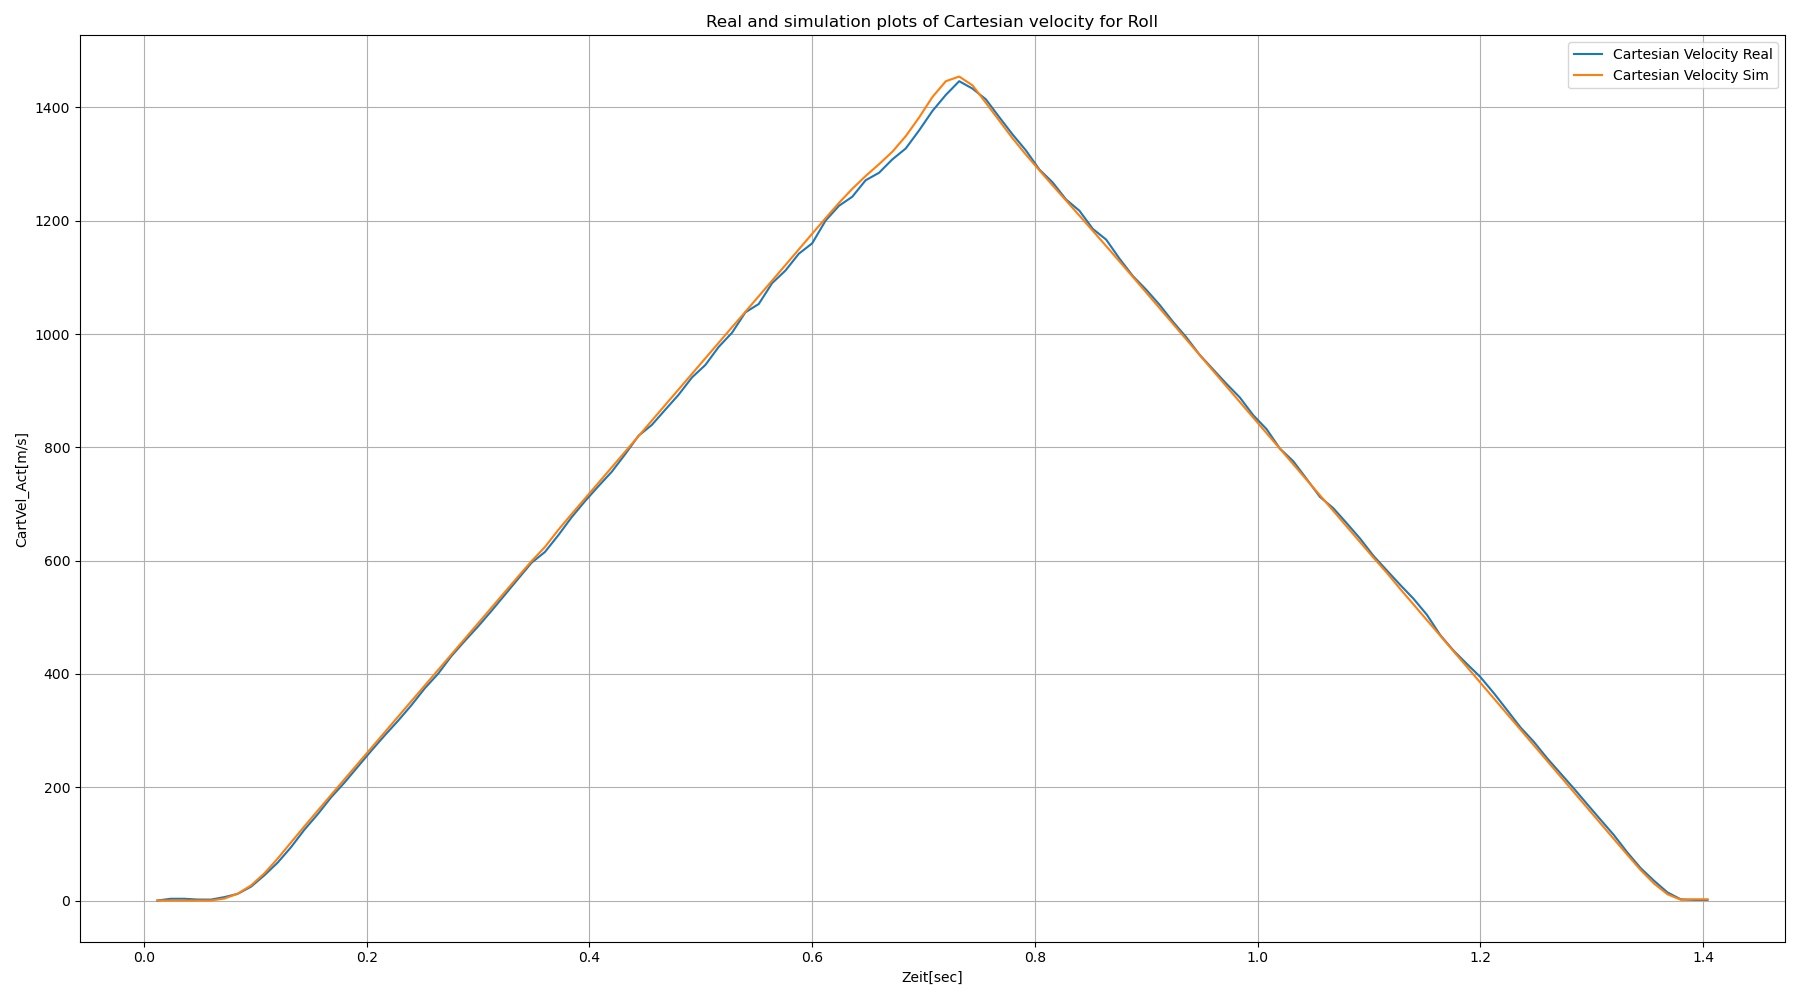 Real and simulation plots of Cartesian velocity for Roll
Cartesian Velocity Real
Cartesian Velocity Sim
CartVel_Act[m/s]
1400
1200
1000
800
600
400
200
0
0.0 0.2 0.4 0.6 0.8 1.0 1.2 1.4
Zeit[sec]